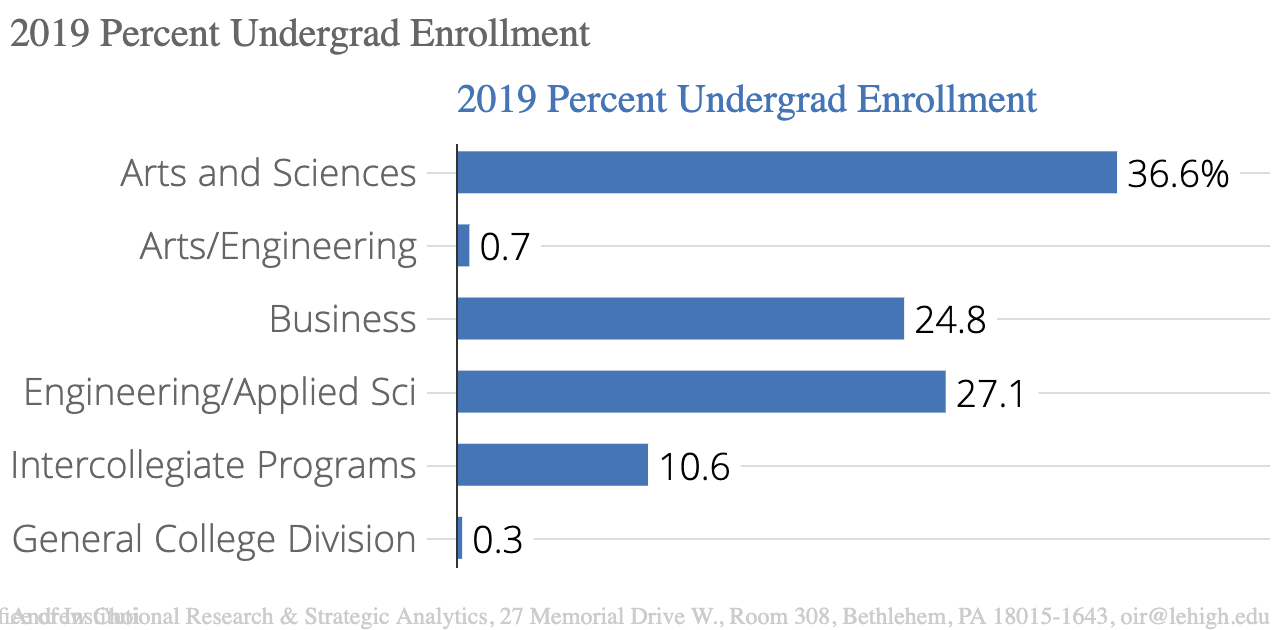 2019 Percent Undergrad Enrollment
2019 Percent Undergrad Enrollment
Arts and Sciences 36.6%
Arts/Engineering 0.7
Business 24.8
Engineering/Applied Sci 27.1
Intercollegiate Programs 10.6
General College Division 0.3
Research & Strategic Analytics, 27 Memorial Drive W., Room 308, Bethlehem, PA 18015-1643, oir@lehigh.edu